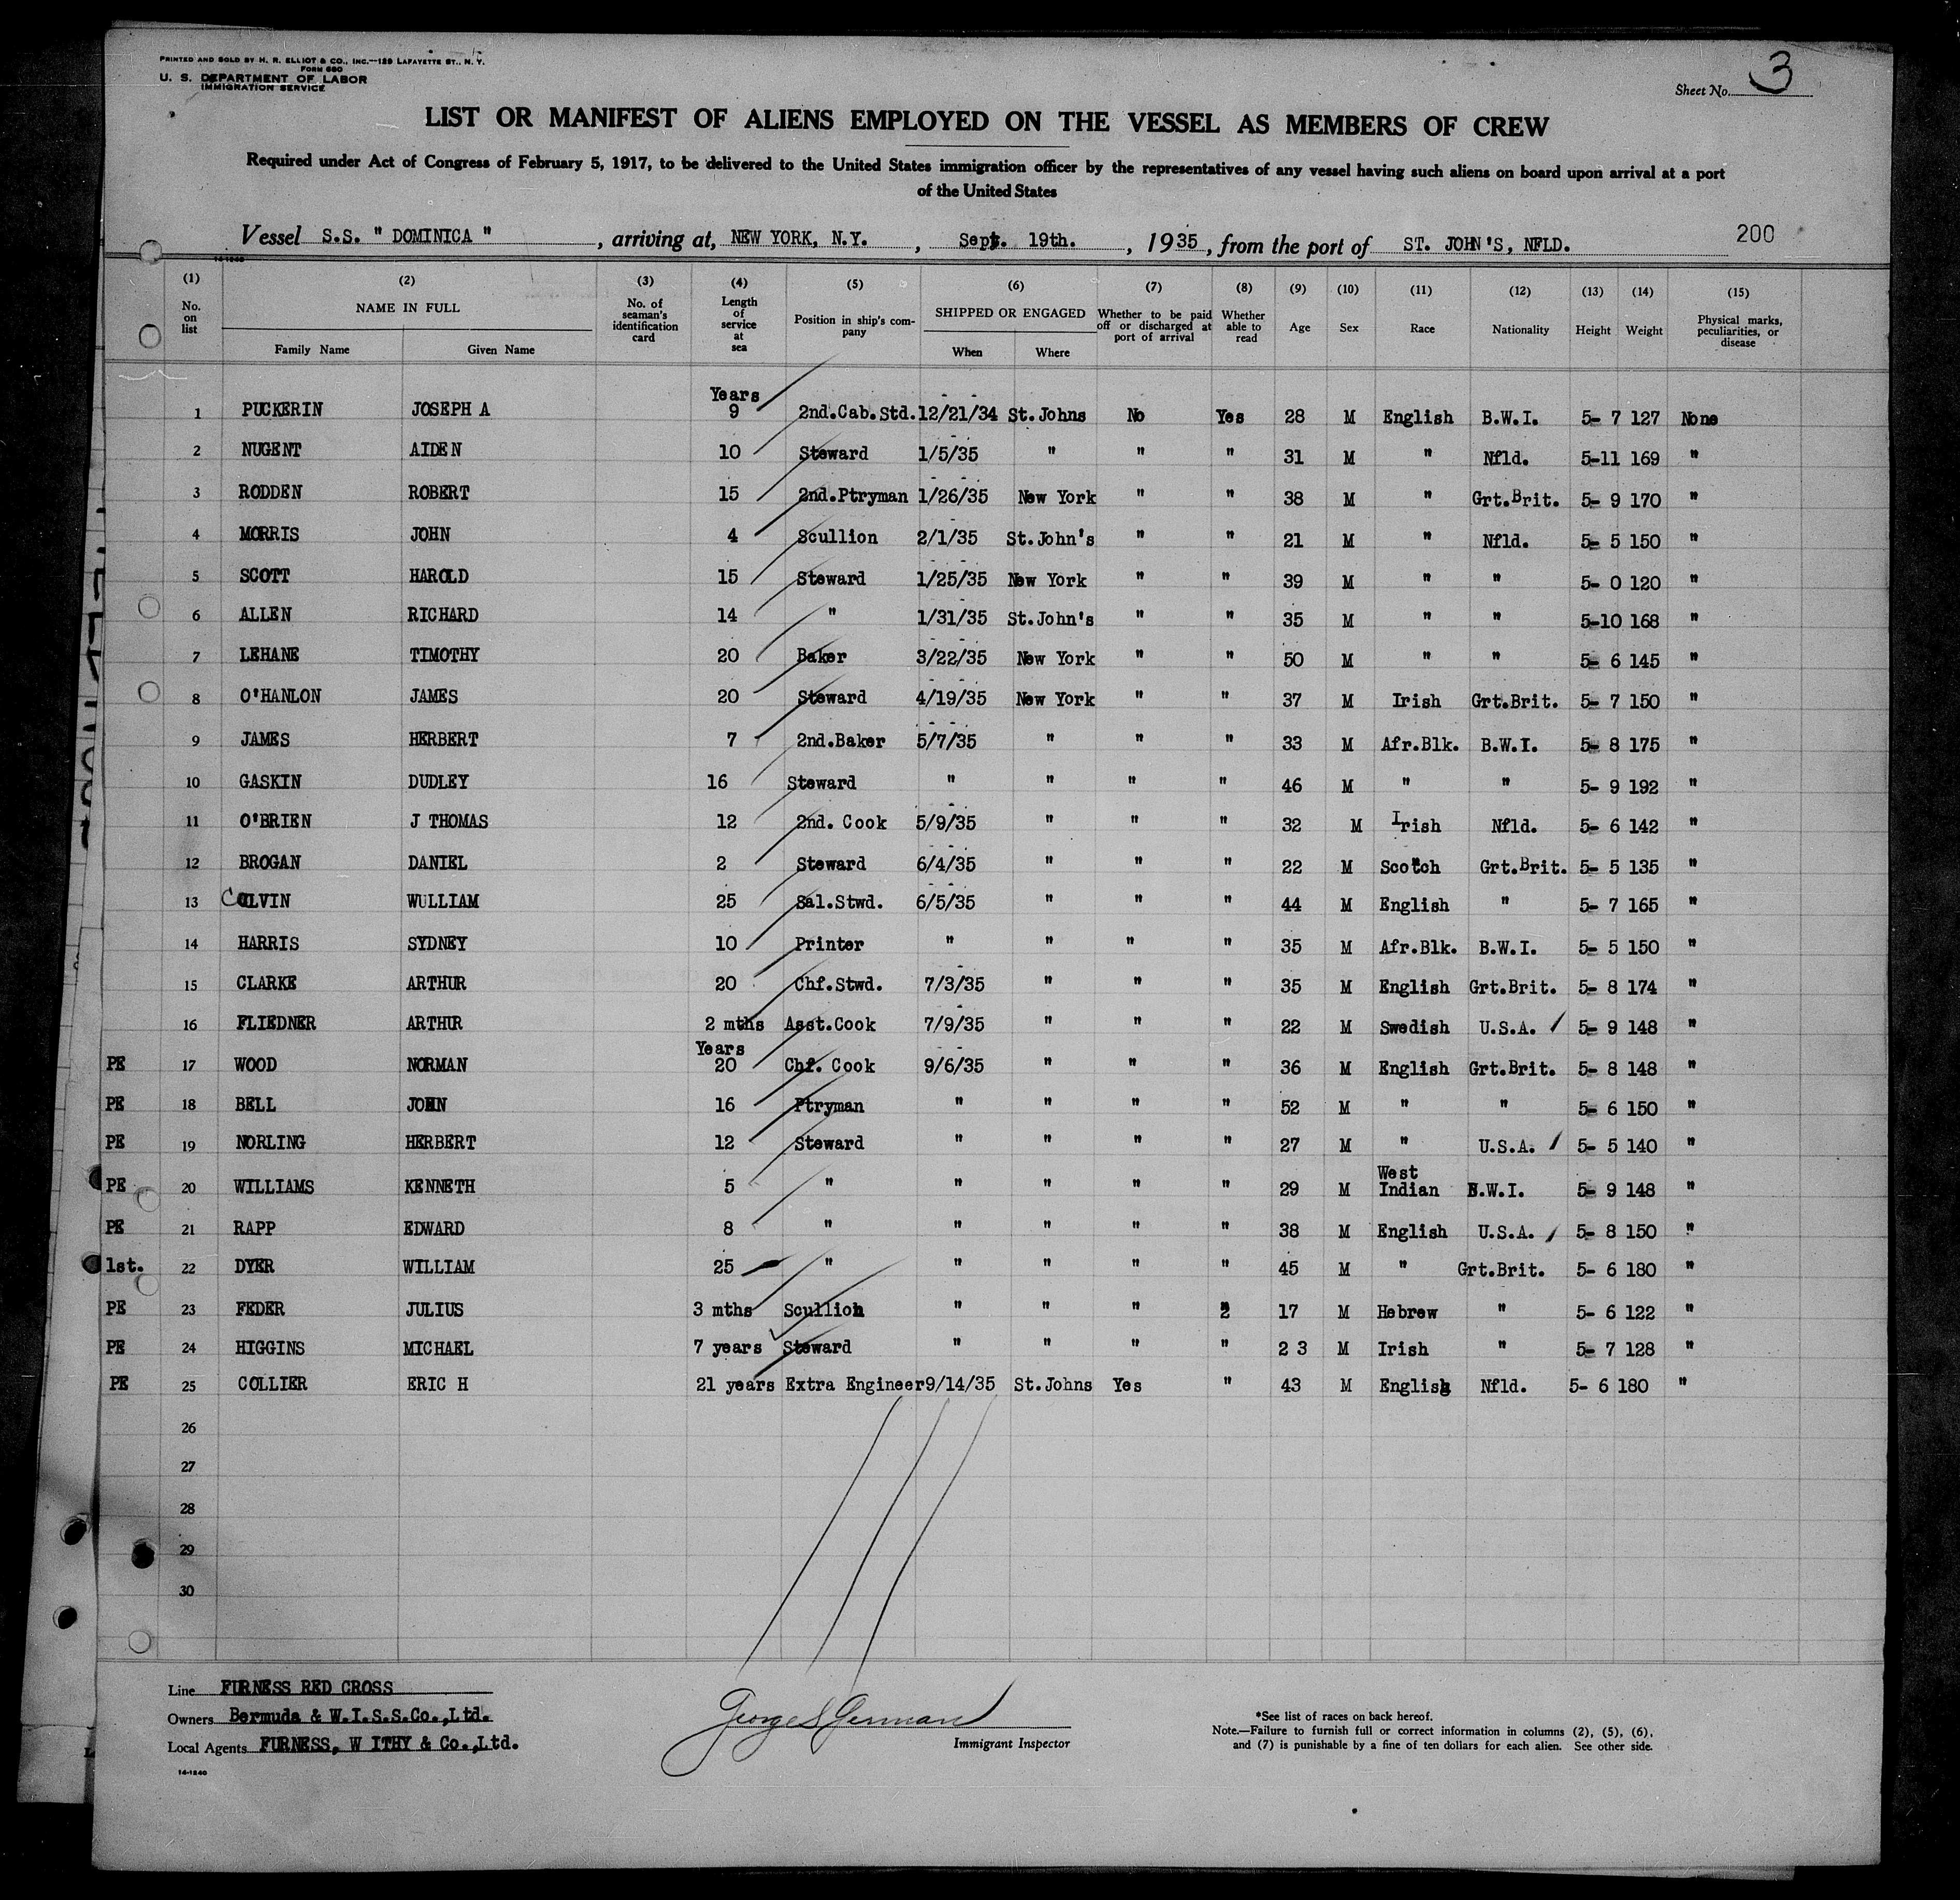 PRINTED AND SOLD BY H. R. ELLIOT & CO., INC.—129 LAFAYETTE ST., N. Y.
FORM 680
U. S. DEPARTMENT OF LABOR
IMMIGRATION SERVICE
Sheet No. 3
LIST OR MANIFEST OF ALIENS EMPLOYED ON THE VESSEL AS MEMBERS OF CREW
Required under Act of Congress of February 5, 1917, to be delivered to the United States immigration officer by the representatives of any vessel having such aliens on board upon arrival at a port
of the United States
Vessel S.S. " DOMINICA " , arriving at, NEW YORK, N.Y. , Sept. 19th. , 1935, from the port of ST. JOHN'S, NFLD. 200
14-1240
(1) (2) (3) (4) (5) (6) (7) (8) (9) (10) (11) (12) (13) (14) (15)
No. on list NAME IN FULL Family Name Given Name No. of seaman's identification card Length of service at sea Position in ship's company SHIPPED OR ENGAGED When Where Whether to be paid off or discharged at port of arrival Whether able to read Age Sex Race Nationality Height Weight Physical marks, peculiarities, or disease
Years
1 PUCKERIN JOSEPH A 9 2nd.Cab.Std. 12/21/34 St.Johns No Yes 28 M English B.W.I. 5- 7 127 None
2 NUGENT AIDEN 10 Steward 1/5/35 " " " 31 M " Nfld. 5-11 169 "
3 RODDEN ROBERT 15 2nd.Ptryman 1/26/35 New York " " 38 M " Grt.Brit. 5- 9 170 "
4 MORRIS JOHN 4 Scullion 2/1/35 St.John's " " 21 M " Nfld. 5- 5 150 "
5 SCOTT HAROLD 15 Steward 1/25/35 New York " " 39 M " " 5- 0 120 "
6 ALLEN RICHARD 14 " 1/31/35 St.John's " " 35 M " " 5-10 168 "
7 LEHANE TIMOTHY 20 Baker 3/22/35 New York " " 50 M " " 5- 6 145 "
8 O'HANLON JAMES 20 Steward 4/19/35 New York " " 37 M Irish Grt.Brit. 5- 7 150 "
9 JAMES HERBERT 7 2nd.Baker 5/7/35 " " " 33 M Afr.Blk. B.W.I. 5- 8 175 "
10 GASKIN DUDLEY 16 Steward " " " " 46 M " " 5- 9 192 "
11 O'BRIEN J THOMAS 12 2nd. Cook 5/9/35 " " " 32 M Irish Nfld. 5- 6 142 "
12 BROGAN DANIEL 2 Steward 6/4/35 " " " 22 M Scotch Grt.Brit. 5- 5 135 "
13 COLVIN WULLIAM 25 Sal.Stwd. 6/5/35 " " " 44 M English " 5- 7 165 "
14 HARRIS SYDNEY 10 Printer " " " " 35 M Afr.Blk. B.W.I. 5- 5 150 "
15 CLARKE ARTHUR 20 Chf.Stwd. 7/3/35 " " " 35 M English Grt.Brit. 5- 8 174 "
16 FLIEDNER ARTHUR 2 mths Asst.Cook 7/9/35 " " " 22 M Swedish U.S.A. 5- 9 148 "
Years
PE 17 WOOD NORMAN 20 Chf. Cook 9/6/35 " " " 36 M English Grt.Brit. 5- 8 148 "
PE 18 BELL JOHN 16 Ptryman " " " " 52 M " " 5- 6 150 "
PE 19 NORLING HERBERT 12 Steward " " " " 27 M " U.S.A. 5- 5 140 "
PE 20 WILLIAMS KENNETH 5 " " " " " 29 M West Indian B.W.I. 5- 9 148 "
PE 21 RAPP EDWARD 8 " " " " " 38 M English U.S.A. 5- 8 150 "
1st. 22 DYER WILLIAM 25 " " " " " 45 M " Grt.Brit. 5- 6 180 "
PE 23 FEDER JULIUS 3 mths Scullion " " " " 17 M Hebrew " 5- 6 122 "
PE 24 HIGGINS MICHAEL 7 years Steward " " " " 2 3 M Irish " 5- 7 128 "
PE 25 COLLIER ERIC H 21 years Extra Engineer 9/14/35 St.Johns Yes " 43 M English Nfld. 5- 6 180 "
26
27
28
29
30
Line FURNESS RED CROSS
Owners Bermuda & W.I.S.S.Co.,Ltd.
Local Agents FURNESS, W ITHY & Co.,Ltd.
14-1240
George S German
Immigrant Inspector
*See list of races on back hereof.
Note.—Failure to furnish full or correct information in columns (2), (5), (6),
and (7) is punishable by a fine of ten dollars for each alien. See other side.